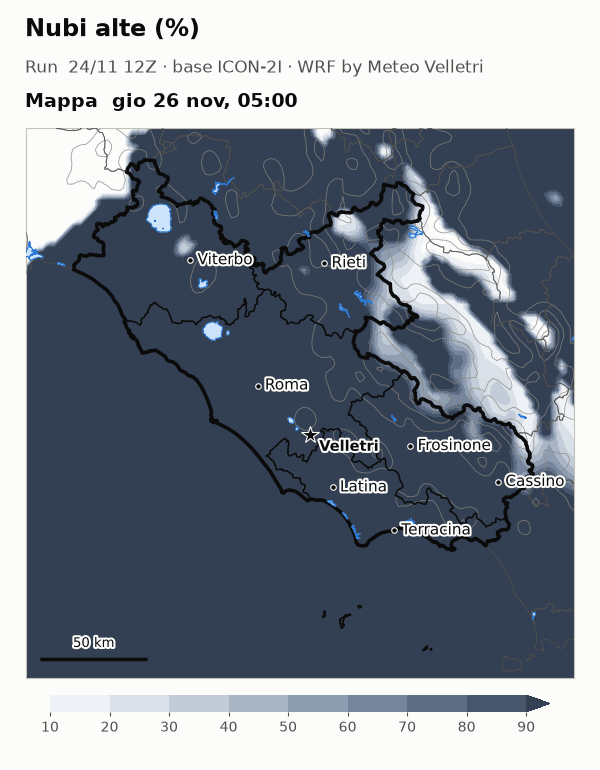 Nubi alte (%)
Run  24/11 12Z · base ICON-2I · WRF by Meteo Velletri
Mappa  gio 26 nov, 05:00
Viterbo
Rieti
Roma
Velletri
Frosinone
Cassino
Latina
Terracina
50 km
10 20 30 40 50 60 70 80 90